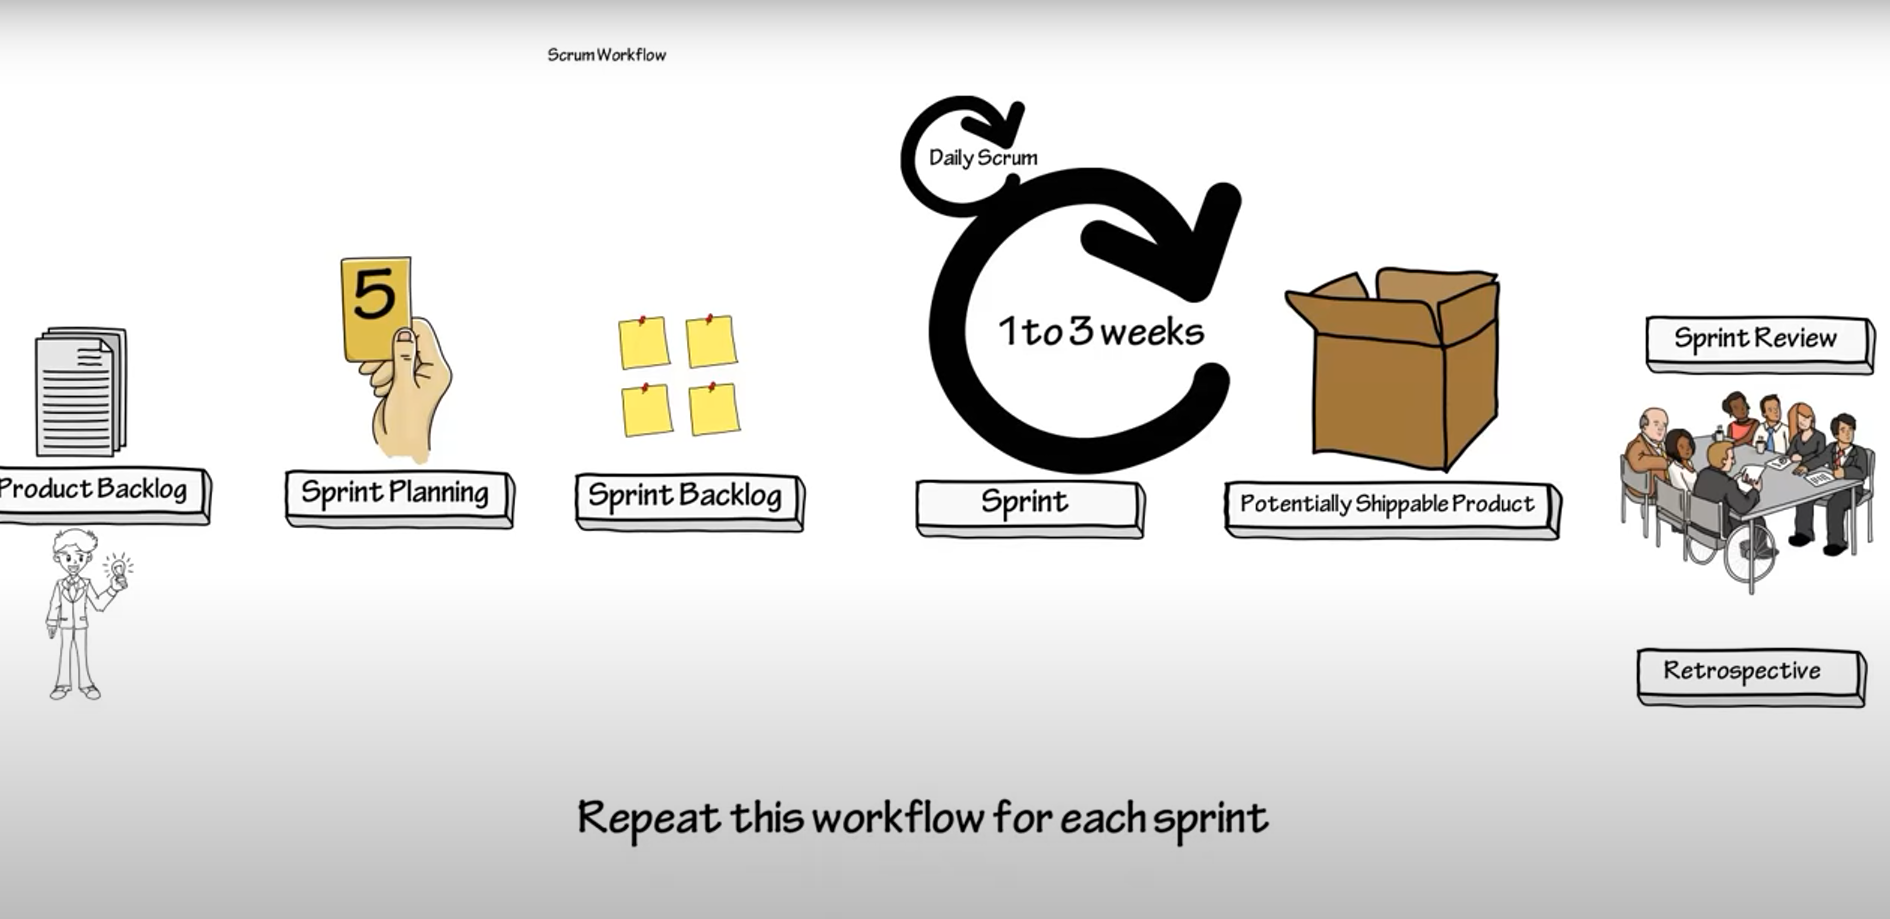 Scrum Workflow
Daily Scrum
5
1 to 3 weeks
Sprint Review
Product Backlog
Sprint Planning
Sprint Backlog
Sprint
Potentially Shippable Product
Retrospective
Repeat this workflow for each sprint